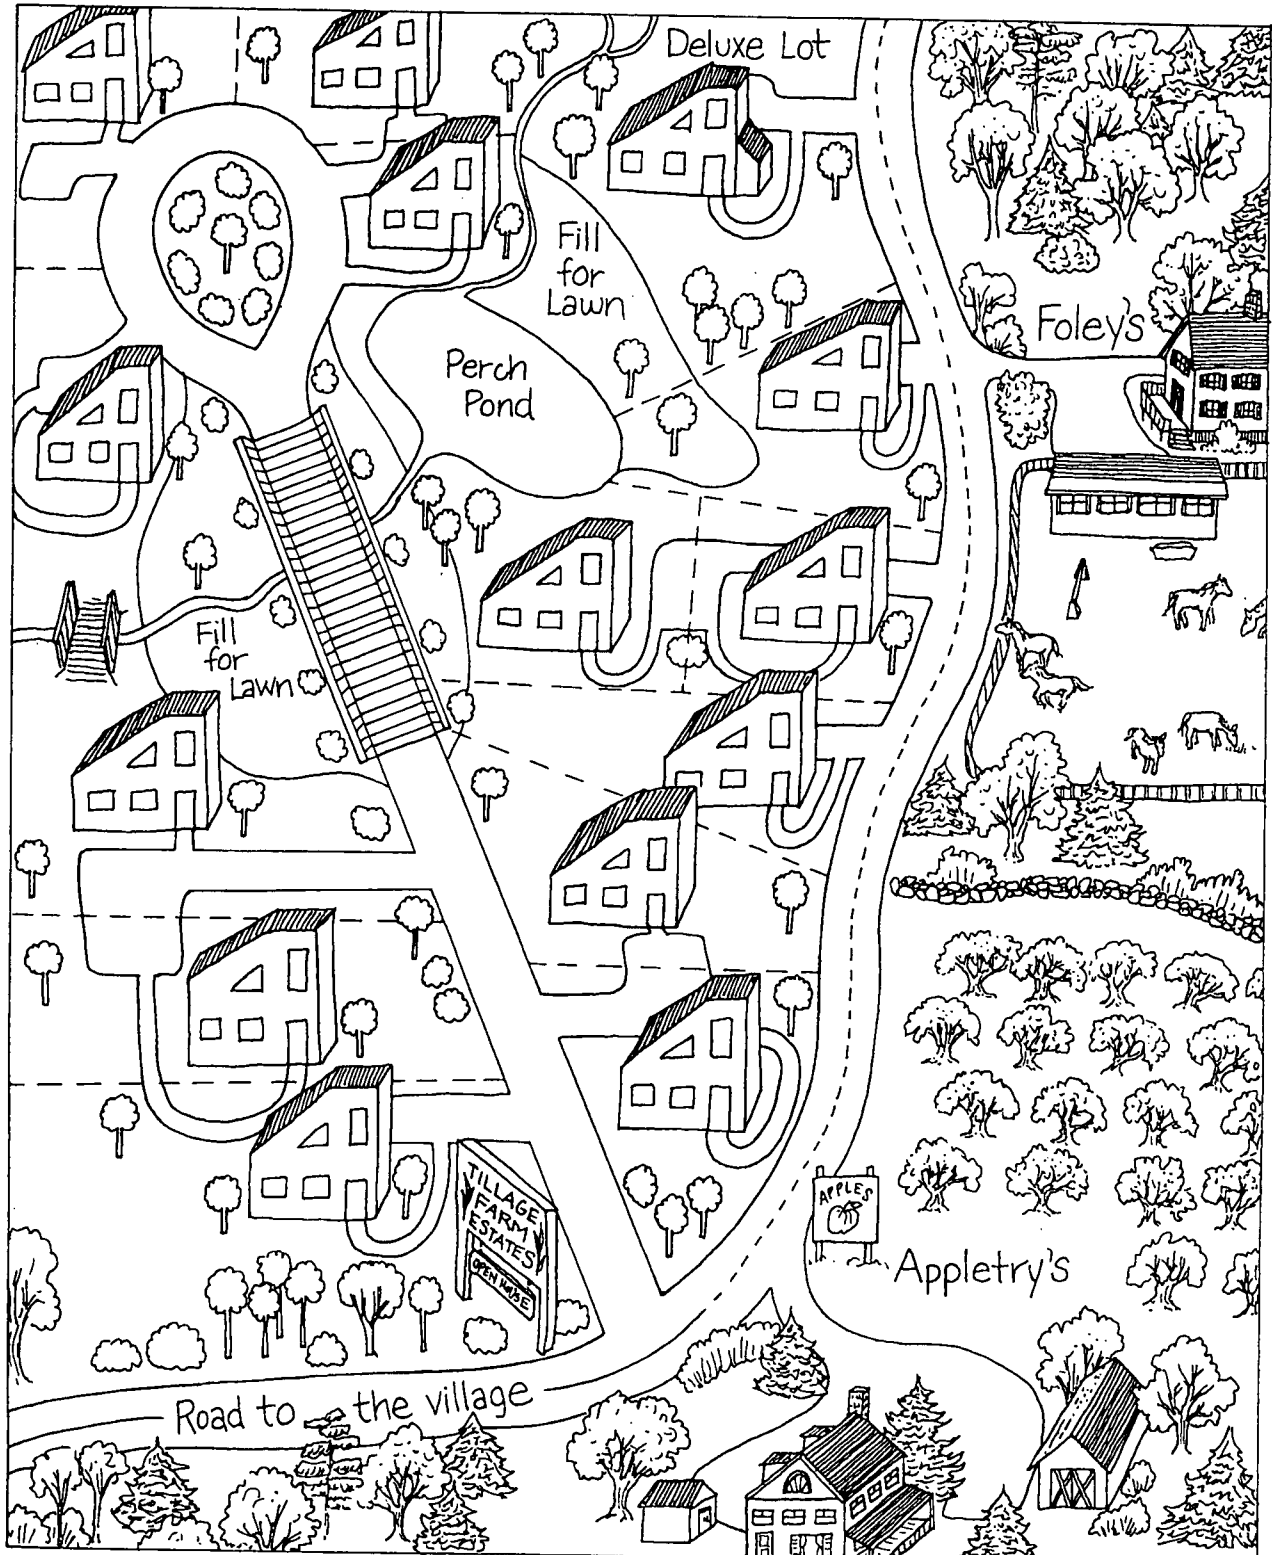 Deluxe Lot
Fill
for
Lawn
Foley's
Perch
Pond
Fill
for
Lawn
TILLAGE
FARM
ESTATES
OPEN HOUSE
APPLES
Appletry's
Road to the village